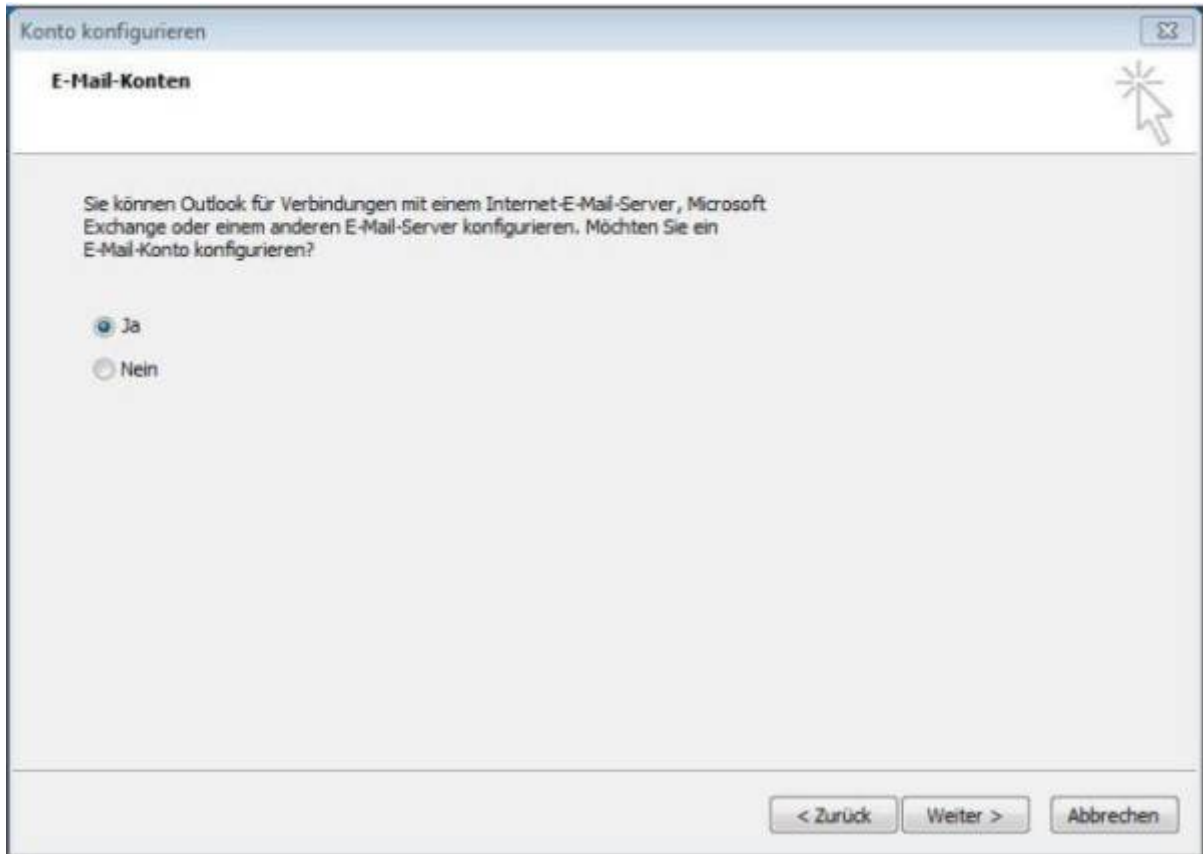 Konto konfigurieren
E-Mail-Konten
Sie können Outlook für Verbindungen mit einem Internet-E-Mail-Server, Microsoft
Exchange oder einem anderen E-Mail-Server konfigurieren. Möchten Sie ein
E-Mail-Konto konfigurieren?
Ja
Nein
< Zurück
Weiter >
Abbrechen